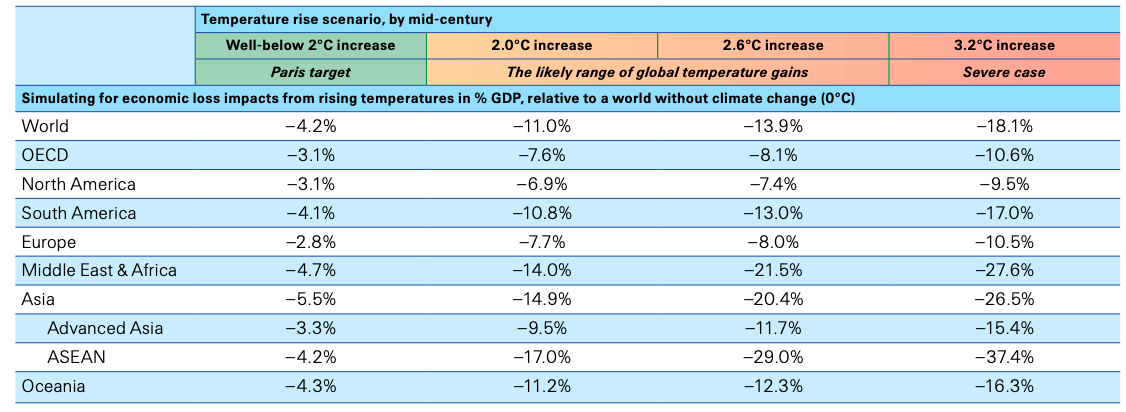 Temperature rise scenario, by mid-century
Well-below 2°C increase 2.0°C increase 2.6°C increase 3.2°C increase
Paris target The likely range of global temperature gains Severe case
Simulating for economic loss impacts from rising temperatures in % GDP, relative to a world without climate change (0°C)
World –4.2% –11.0% –13.9% –18.1%
OECD –3.1% –7.6% –8.1% –10.6%
North America –3.1% –6.9% –7.4% –9.5%
South America –4.1% –10.8% –13.0% –17.0%
Europe –2.8% –7.7% –8.0% –10.5%
Middle East & Africa –4.7% –14.0% –21.5% –27.6%
Asia –5.5% –14.9% –20.4% –26.5%
Advanced Asia –3.3% –9.5% –11.7% –15.4%
ASEAN –4.2% –17.0% –29.0% –37.4%
Oceania –4.3% –11.2% –12.3% –16.3%